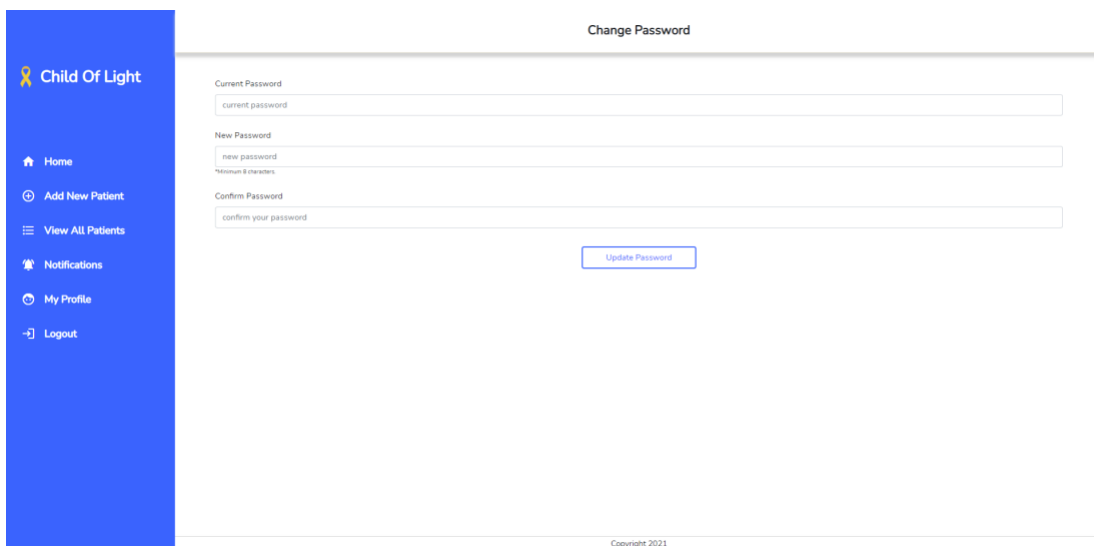 Change Password
Child Of Light
Home
Add New Patient
View All Patients
Notifications
My Profile
Logout
Current Password
current password
New Password
new password
*Minimum 8 characters
Confirm Password
confirm your password
Update Password
Copyright 2021